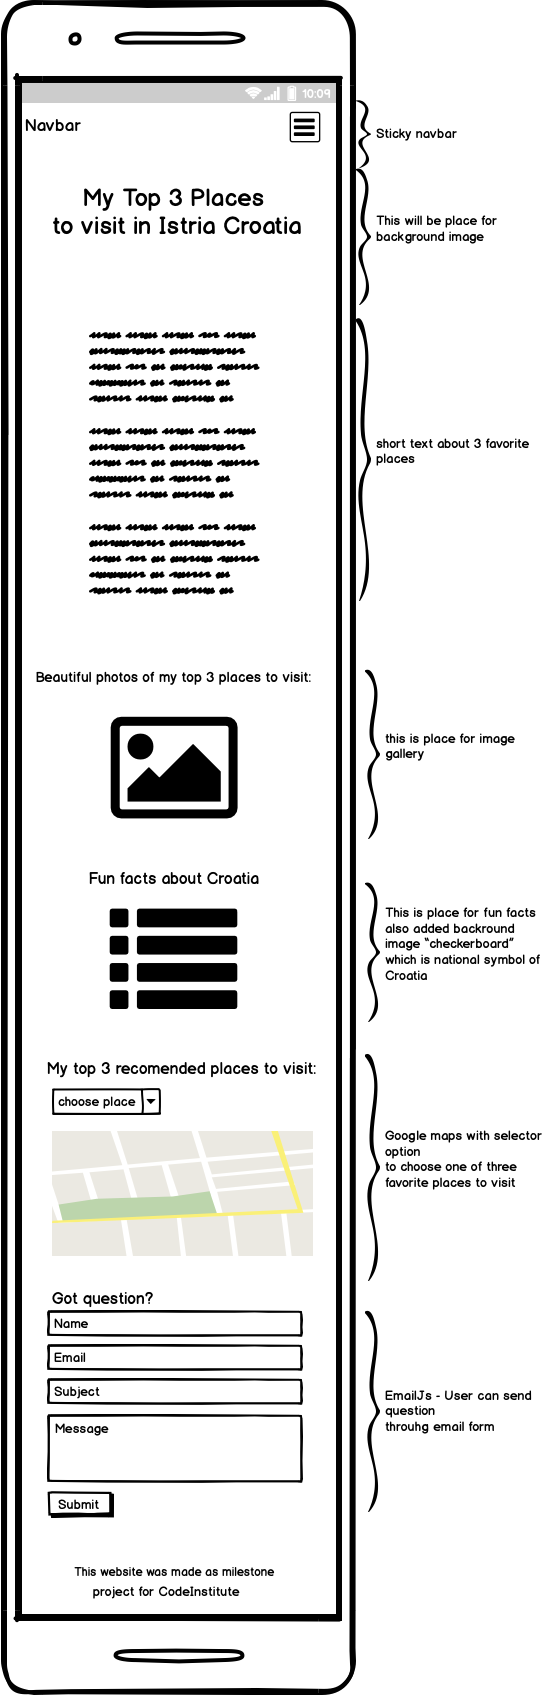 10:09
Navbar
Sticky navbar
My Top 3 Places
to visit in Istria Croatia
This will be place for
background image
short text about 3 favorite
places
Beautiful photos of my top 3 places to visit:
this is place for image
gallery
Fun facts about Croatia
This is place for fun facts
also added backround
image “checkerboard”
which is national symbol of
Croatia
My top 3 recomended places to visit:
choose place
Google maps with selector
option
to choose one of three
favorite places to visit
Got question?
Name
Email
Subject
Message
Submit
EmailJs - User can send
question
throuhg email form
This website was made as milestone
project for CodeInstitute